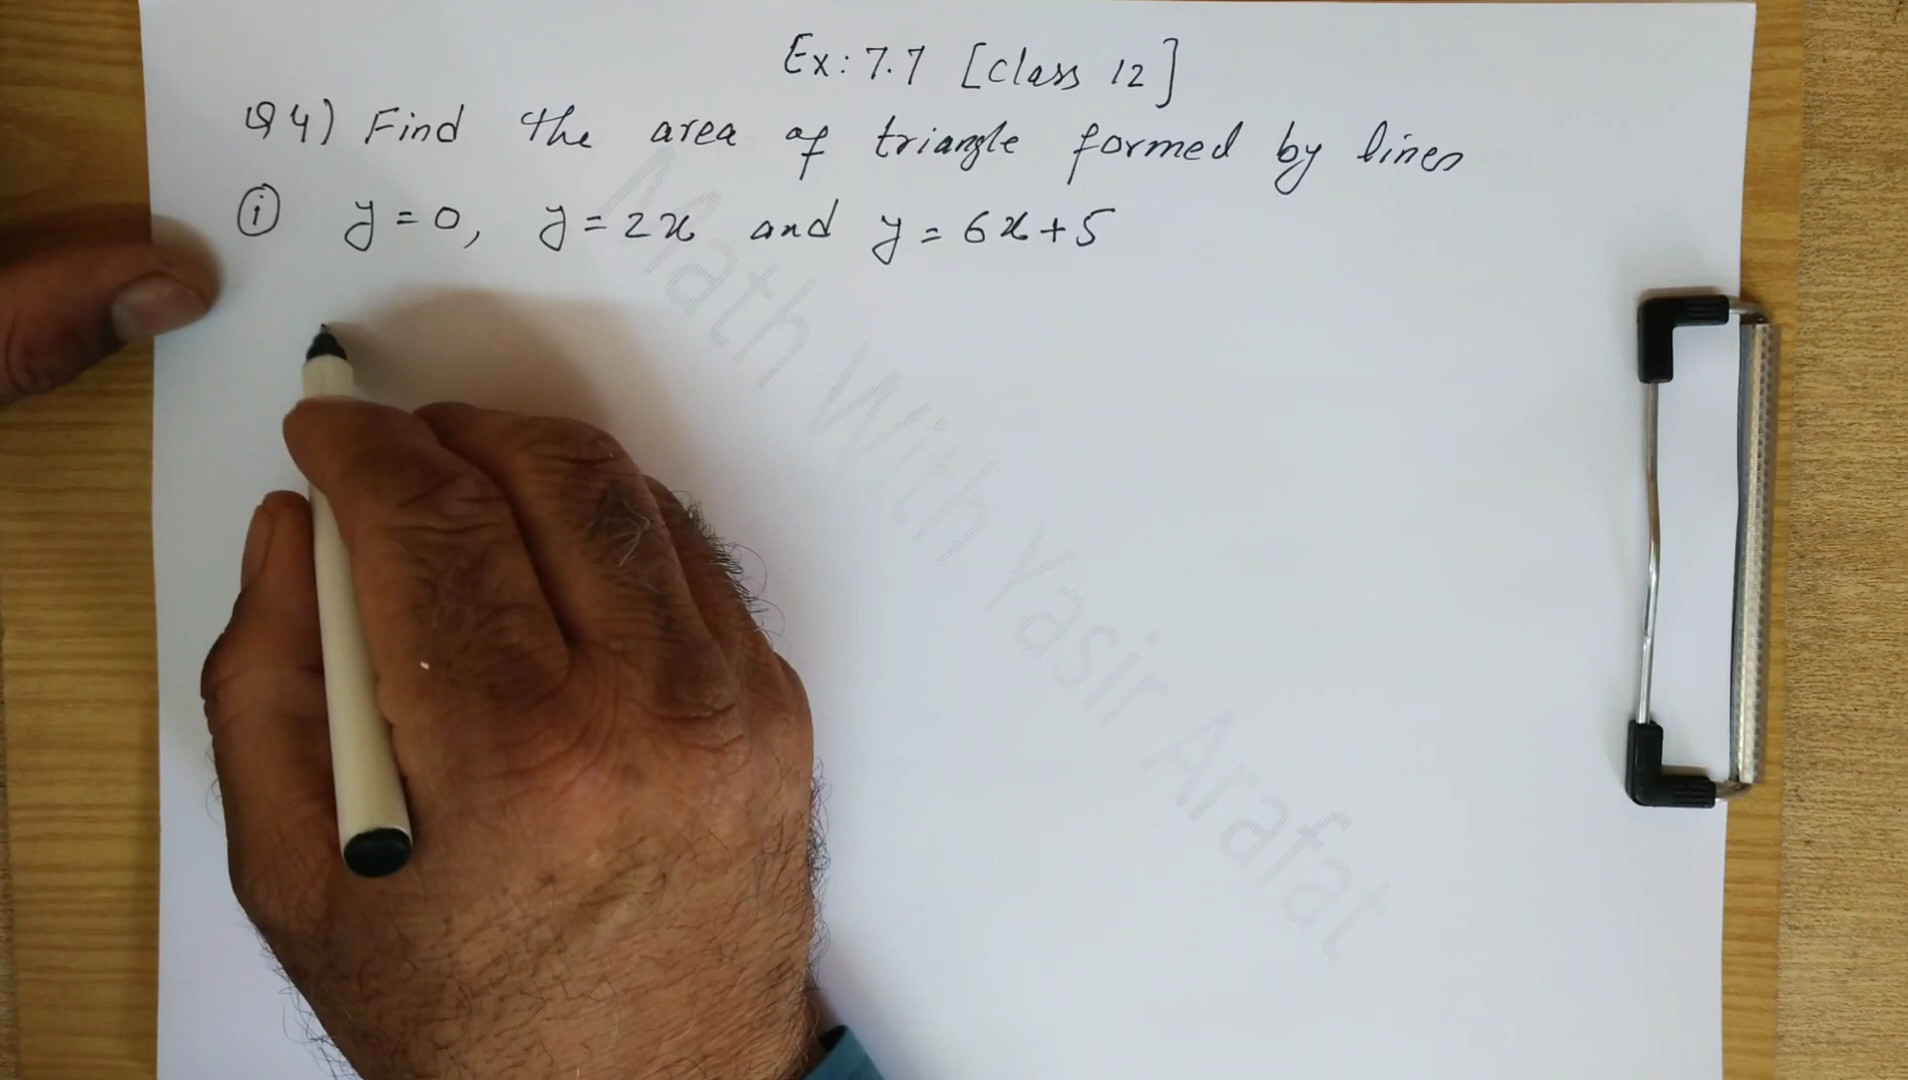 Ex: 7.7 [class 12]
Q4) Find the area of triangle formed by lines
i y=0, y=2x and y=6x+5
Math With Yasir Arafat